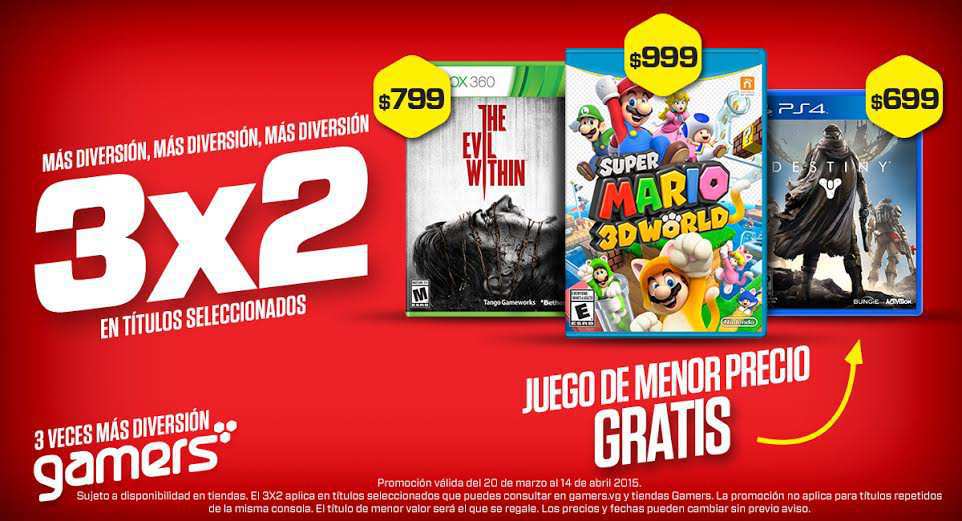 MÁS DIVERSIÓN, MÁS DIVERSIÓN, MÁS DIVERSIÓN
3x2
EN TÍTULOS SELECCIONADOS
$799
$999
$699
XBOX 360
THE
EVIL
WITHIN
M
ESRB
Tango Gameworks
SUPER
MARIO
3D WORLD
E
ESRB
Nintendo
PS4
DESTINY
BUNGIE
ACTIVISION
JUEGO DE MENOR PRECIO
GRATIS
3 VECES MÁS DIVERSIÓN
gamers
Promoción válida del 20 de marzo al 14 de abril 2015.
Sujeto a disponibilidad en tiendas. El 3X2 aplica en títulos seleccionados que puedes consultar en gamers.vg y tiendas Gamers. La promoción no aplica para títulos repetidos
de la misma consola. El título de menor valor será el que se regale. Los precios y fechas pueden cambiar sin previo aviso.